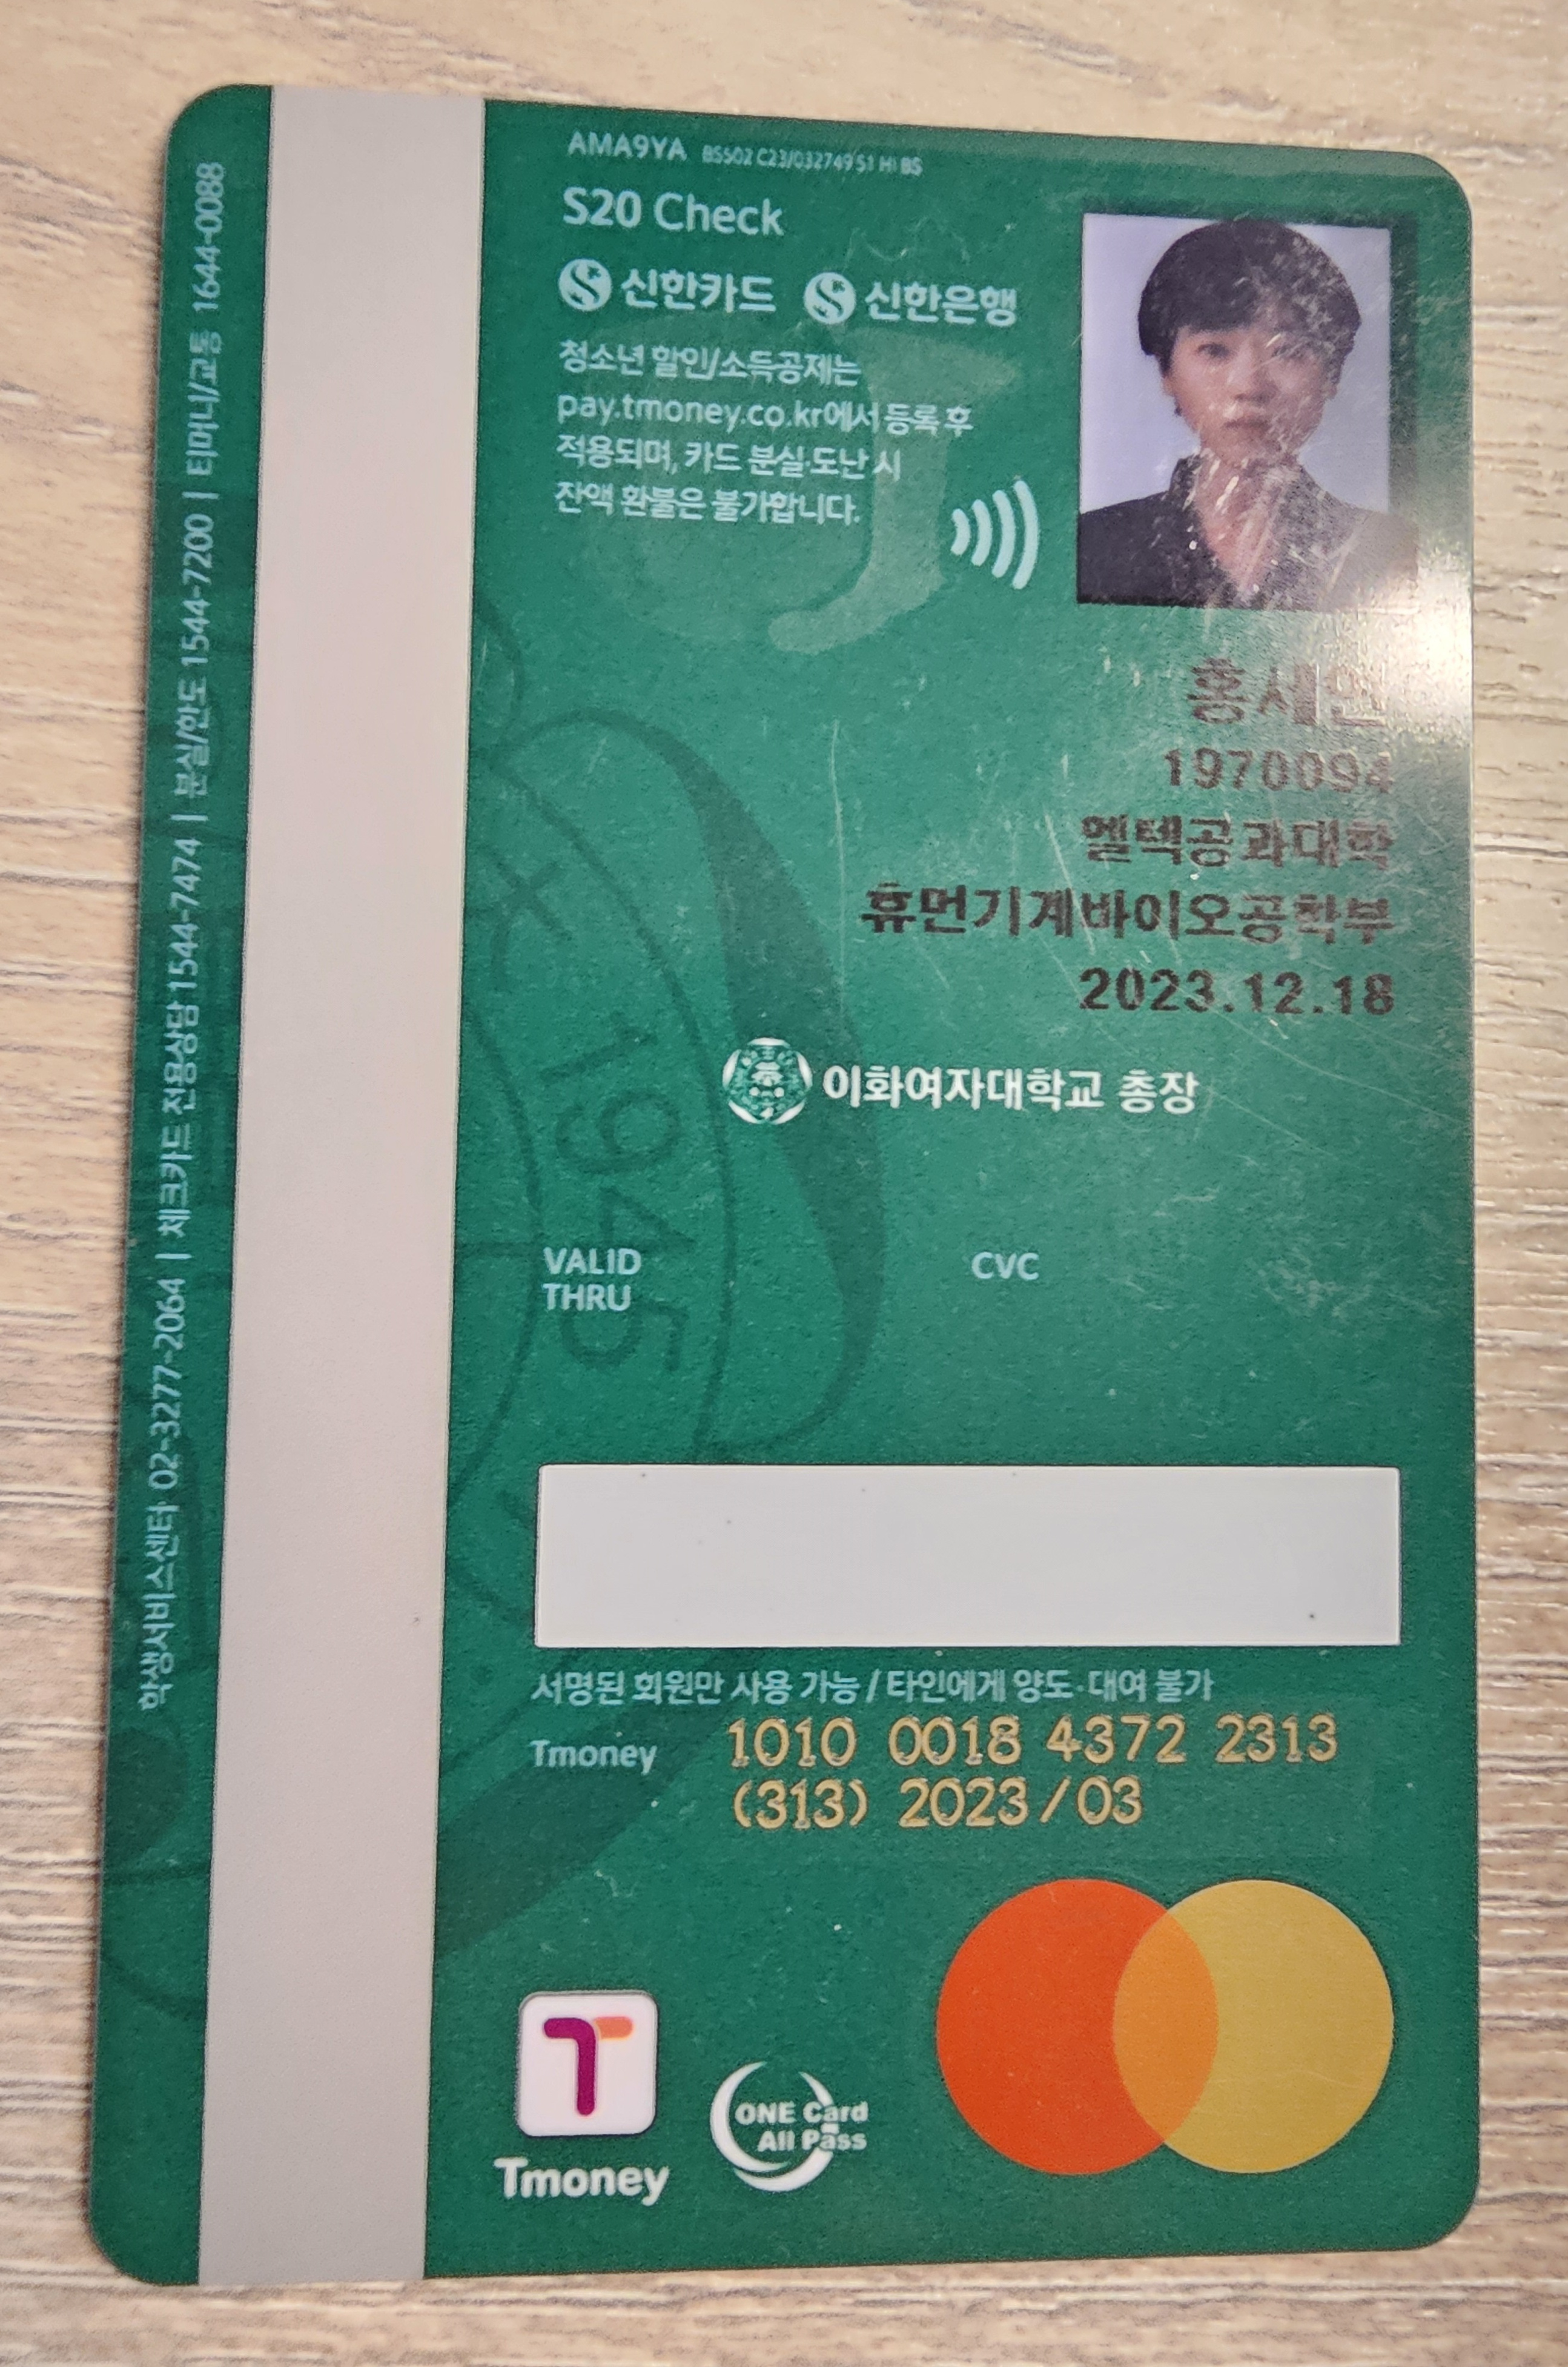 AMA9YA BS502 C23/032749 S1 HI BS
S20 Check
신한카드 신한은행
청소년 할인/소득공제는
pay.tmoney.co.kr에서 등록 후
적용되며, 카드 분실·도난 시
잔액 환불은 불가합니다.
홍세인
1970094
헬텍공과대학
휴먼기계바이오공학부
2023.12.18
이화여자대학교 총장
1945
VALID
THRU
CVC
서명된 회원만 사용 가능 / 타인에게 양도·대여 불가
Tmoney 1010 0018 4372 2313
(313) 2023/03
T
Tmoney
ONE Card
All Pass
학생서비스센터 02-3277-2064 | 체크카드 전용상담 1544-7474 | 분실/한도 1544-7200 | 티머니/교통 1644-0088